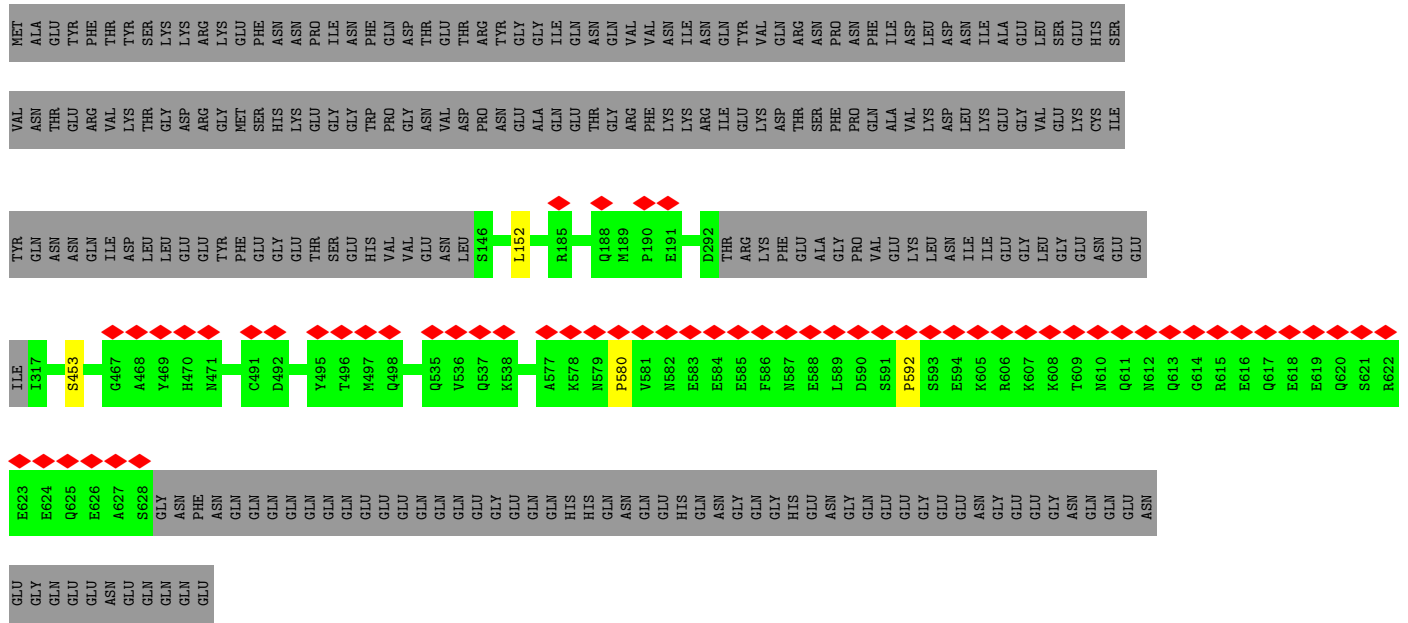 MET ALA GLU TYR PHE THR TYR SER LYS LYS ARG LYS GLU PHE ASN ASN PRO ILE ASN PHE GLN ASP THR GLU THR ARG TYR GLY GLY ILE GLN ASN GLN VAL VAL ASN ILE ASN GLN TYR VAL GLN ARG ASN PRO ASN PHE ILE ASP LEU ASP ASN ILE ALA GLU LEU SER GLU HIS SER
VAL ASN THR GLU ARG VAL LYS THR GLY ASP ARG GLY MET SER HIS LYS GLU GLY GLY TRP PRO GLY ASN VAL ASP PRO ASN GLU ALA GLN GLU THR GLY ARG PHE LYS LYS ARG ILE GLU LYS ASP THR SER PHE PRO GLN ALA VAL LYS ASP LEU LYS GLU GLY VAL GLU LYS CYS ILE
TYR GLN ASN ASN GLN ILE ASP LEU LEU GLU GLU TYR PHE GLU GLY GLU THR SER GLU HIS VAL VAL GLU ASN LEU S146 L152 R185 Q188 M189 P190 E191 D292 THR ARG LYS PHE GLU ALA GLY PRO VAL GLU LYS LEU ASN ILE ILE GLU GLY LEU GLY GLU ASN GLU GLU
ILE I317 S453 G467 A468 Y469 H470 N471 C491 D492 Y495 T496 M497 Q498 Q535 V536 Q537 K538 A577 K578 N579 P580 V581 N582 E583 E584 E585 F586 N587 E588 L589 D590 S591 P592 S593 E594 K605 R606 K607 K608 T609 N610 Q611 N612 Q613 G614 R615 E616 Q617 E618 E619 Q620 S621 R622
E623 E624 Q625 E626 A627 S628 GLY ASN PHE ASN GLN GLN GLN GLN GLN GLN GLN GLU GLU GLU GLN GLN GLN GLU GLY GLU GLN GLN HIS HIS GLN ASN GLN GLU HIS GLN ASN GLY GLN GLY HIS GLU ASN GLY GLN GLU GLU GLY GLU GLU ASN GLY GLU GLU GLY ASN GLN GLN GLU ASN
GLU GLY GLN GLU GLU ASN GLU GLN GLN GLN GLU